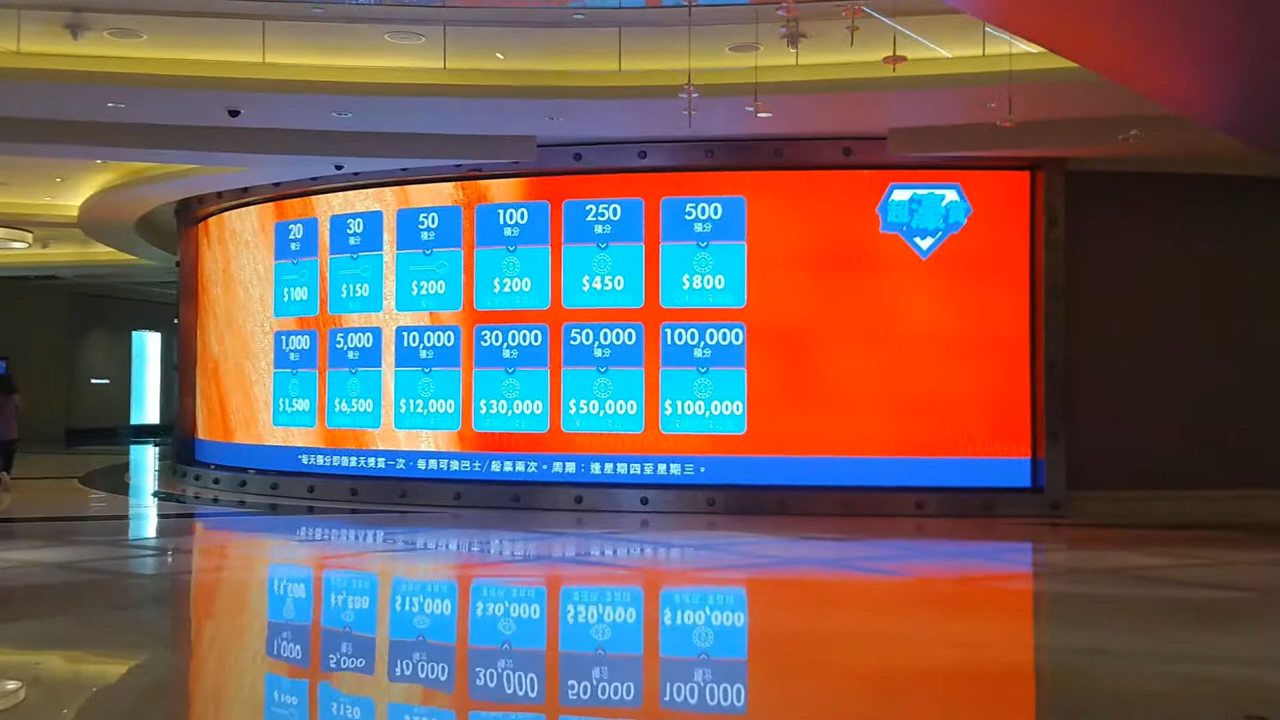 超濠賞
20 30 50 100 250 500
積分 積分 積分 積分 積分 積分
$100 $150 $200 $200 $450 $800
1,000 5,000 10,000 30,000 50,000 100,000
積分 積分 積分 積分 積分 積分
$1,500 $6,500 $12,000 $30,000 $50,000 $100,000
*每天積分即個當天獎賞一次,每周可換巴士/船票兩次。周期:逢星期四至星期三。